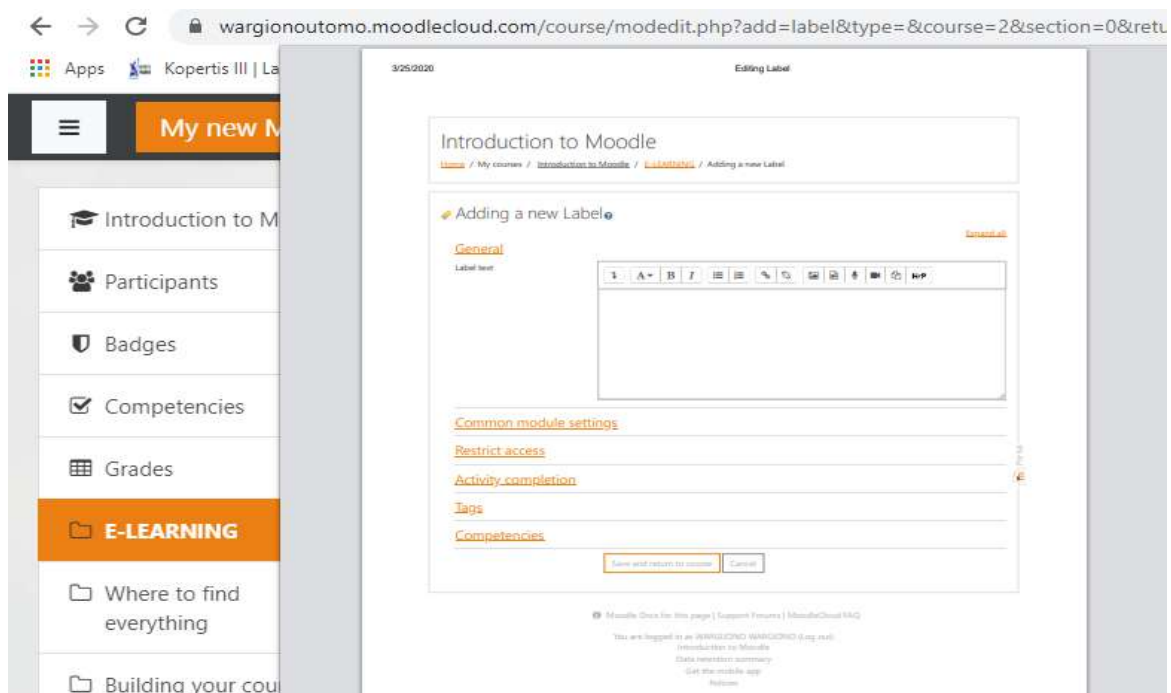 wargionoutomo.moodlecloud.com/course/modedit.php?add=label&type=&course=2&section=0&retu
Apps Kopertis III | La
My new M
Introduction to M
Participants
Badges
Competencies
Grades
E-LEARNING
Where to find
everything
Building your cou
3/25/2020 Editing Label
Introduction to Moodle
Home / My courses / Introduction to Moodle / E-LEARNING / Adding a new Label
Adding a new Label
Expand all
General
Label text
A B I H-P
Common module settings
Restrict access
Activity completion
Tags
Competencies
Save and return to course Cancel
Moodle Docs for this page | Support Forums | MoodleCloud FAQ
You are logged in as WARGIONO WARGIONO (Log out)
Introduction to Moodle
Data retention summary
Get the mobile app
Policies